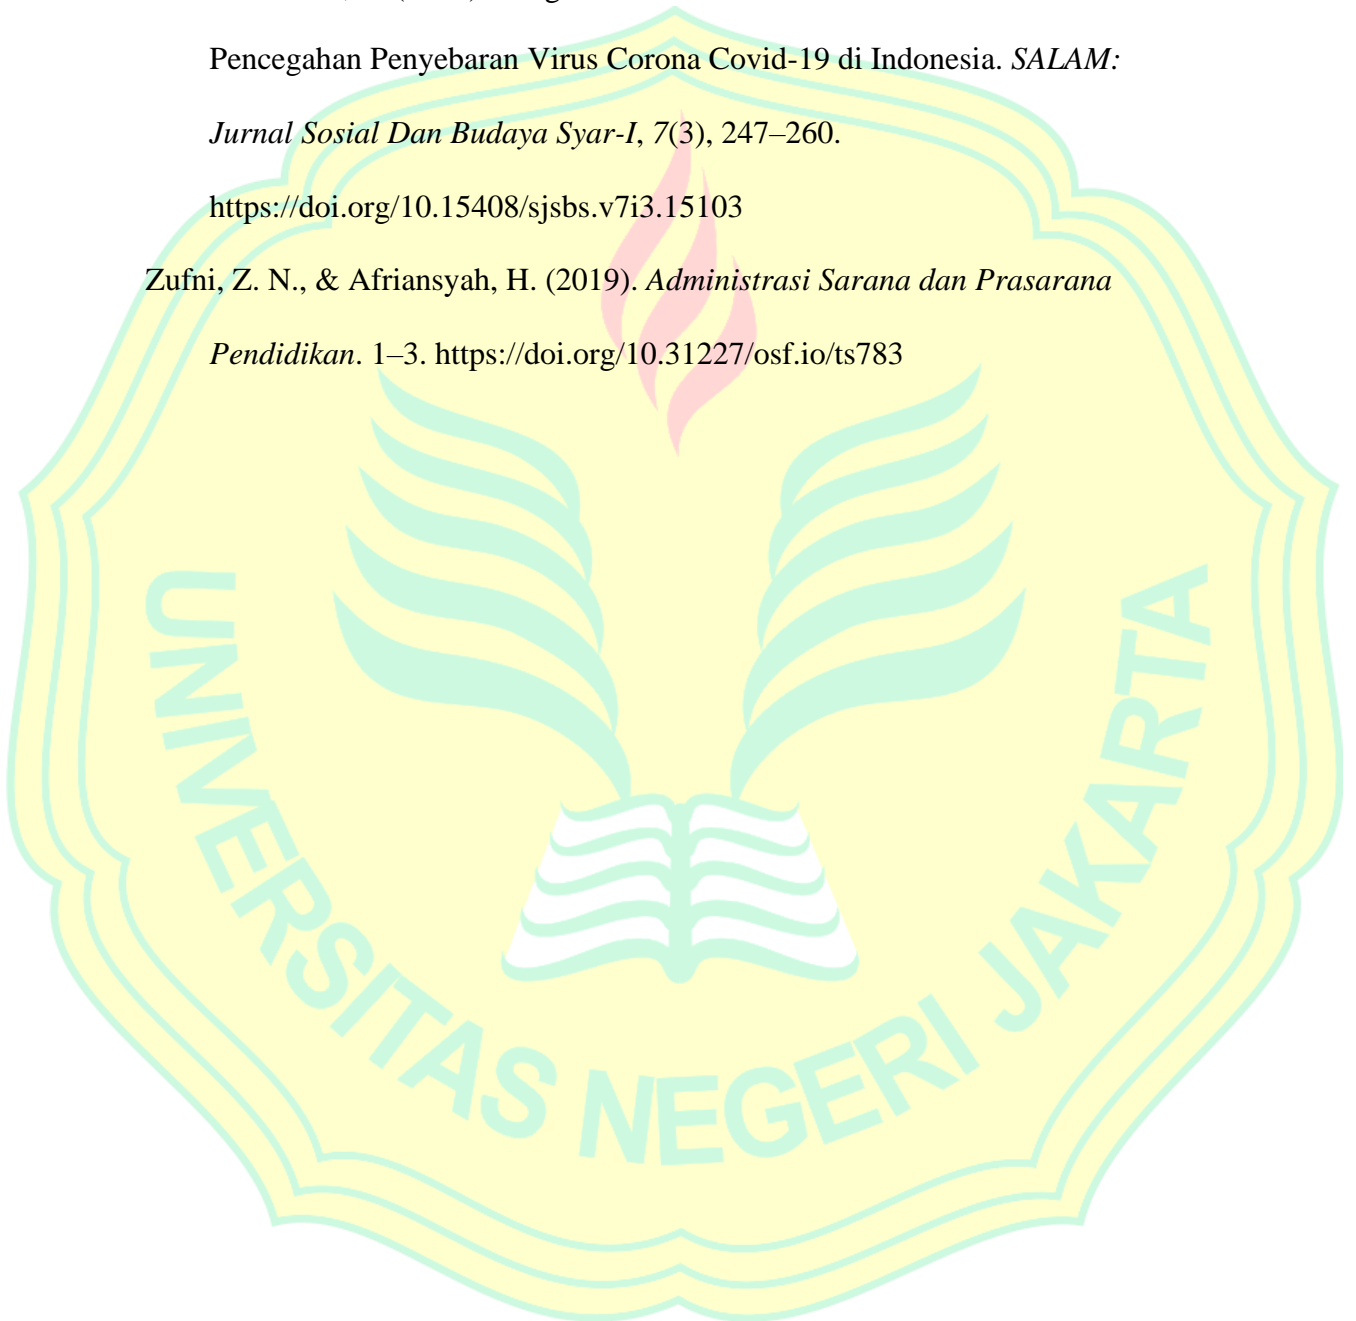 Pencegahan Penyebaran Virus Corona Covid-19 di Indonesia. SALAM:
Jurnal Sosial Dan Budaya Syar-I, 7(3), 247–260.
https://doi.org/10.15408/sjsbs.v7i3.15103
Zufni, Z. N., & Afriansyah, H. (2019). Administrasi Sarana dan Prasarana
Pendidikan. 1–3. https://doi.org/10.31227/osf.io/ts783
UNIVERSITAS NEGERI JAKARTA